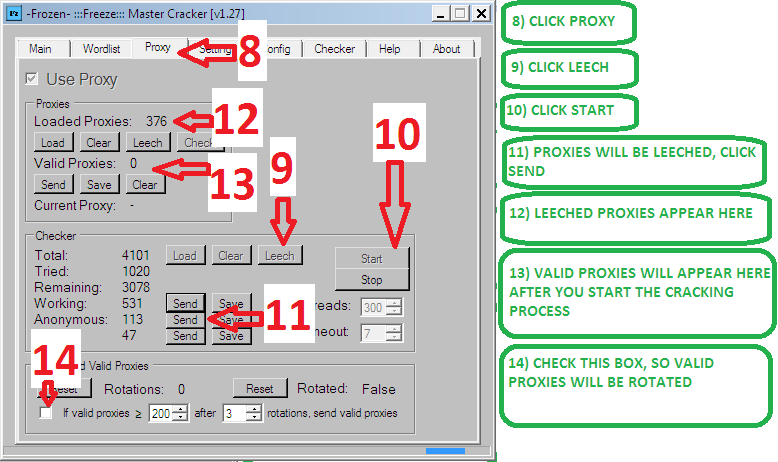 Fz -Frozen- :::Freeze::: Master Cracker [v1.27]
Main Wordlist Proxy Config Checker Help About
8
Use Proxy
Proxies
Loaded Proxies: 376
12
Load Clear Leech Check
Valid Proxies: 0
13
Send Save Clear
Current Proxy: -
9
10
Checker
Total: 4101 Load Clear Leech Start
Tried: 1020 Stop
Remaining: 3078
Working: 531 Send Save 300
Anonymous: 113 Send Save
11
47 Send Save 7
14
Valid Proxies
Reset Rotations: 0 Reset Rotated: False
If valid proxies ≥ 200 after 3 rotations, send valid proxies
8) CLICK PROXY
9) CLICK LEECH
10) CLICK START
11) PROXIES WILL BE LEECHED, CLICK
SEND
12) LEECHED PROXIES APPEAR HERE
13) VALID PROXIES WILL APPEAR HERE
AFTER YOU START THE CRACKING
PROCESS
14) CHECK THIS BOX, SO VALID
PROXIES WILL BE ROTATED